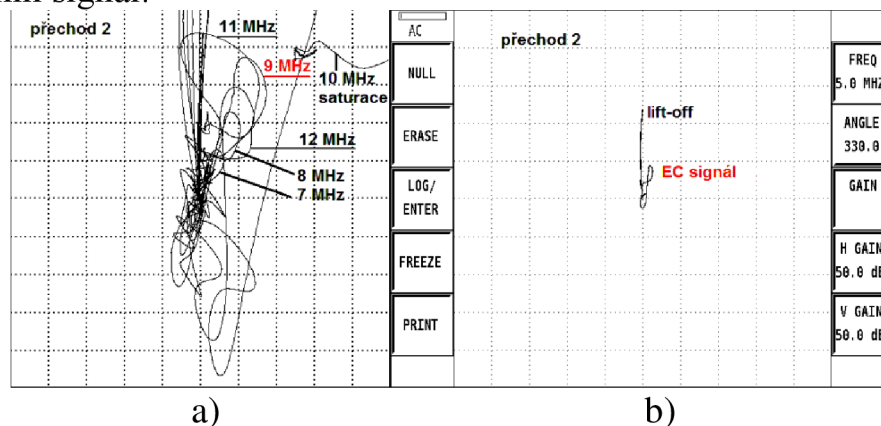 přechod 2
11 MHz
9 MHz
10 MHz
saturace
12 MHz
8 MHz
7 MHz
AC
NULL
ERASE
LOG/
ENTER
FREEZE
PRINT
přechod 2
lift-off
EC signál
FREQ
5.0 MHZ
ANGLE
330.0
GAIN
H GAIN
50.0 dB
V GAIN
50.0 dB
a)
b)